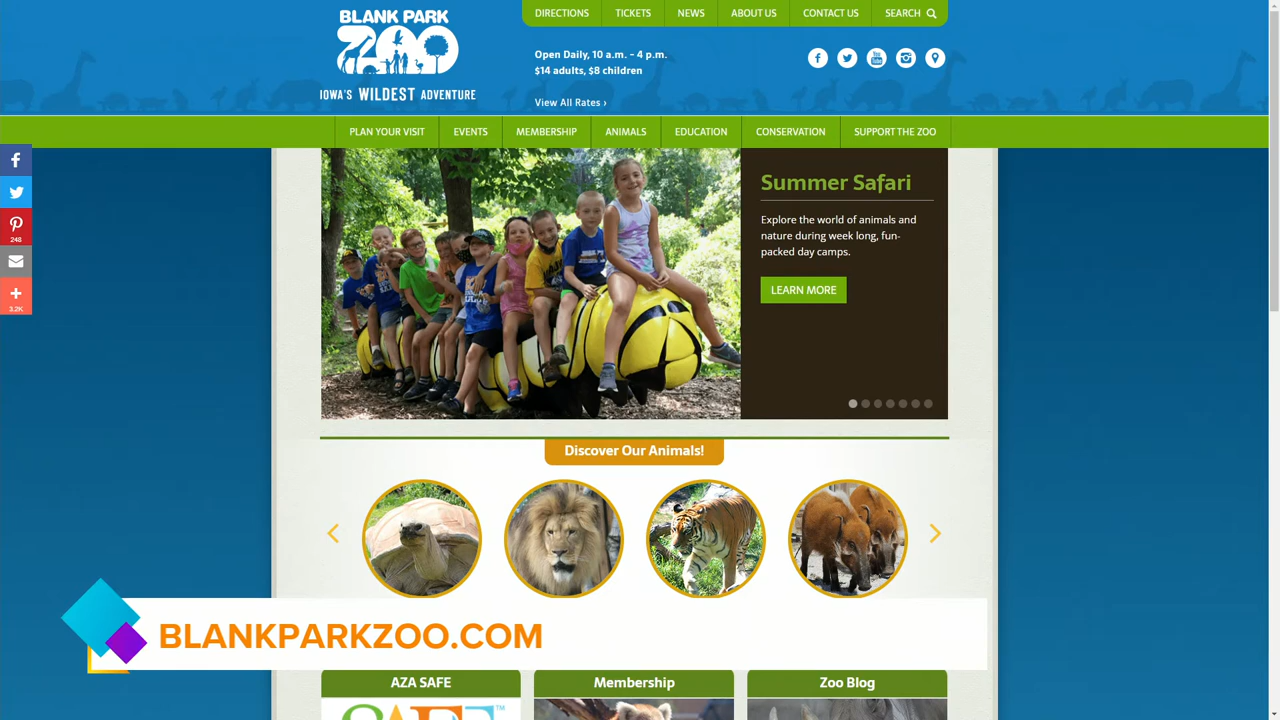 BLANK PARK
ZOO
IOWA'S WILDEST ADVENTURE
DIRECTIONS
TICKETS
NEWS
ABOUT US
CONTACT US
SEARCH
Open Daily, 10 a.m. - 4 p.m.
$14 adults, $8 children
View All Rates ›
PLAN YOUR VISIT
EVENTS
MEMBERSHIP
ANIMALS
EDUCATION
CONSERVATION
SUPPORT THE ZOO
248
3.2K
Summer Safari
Explore the world of animals and
nature during week long, fun-
packed day camps.
LEARN MORE
Discover Our Animals!
BLANKPARKZOO.COM
AZA SAFE
Membership
Zoo Blog
SAFE™